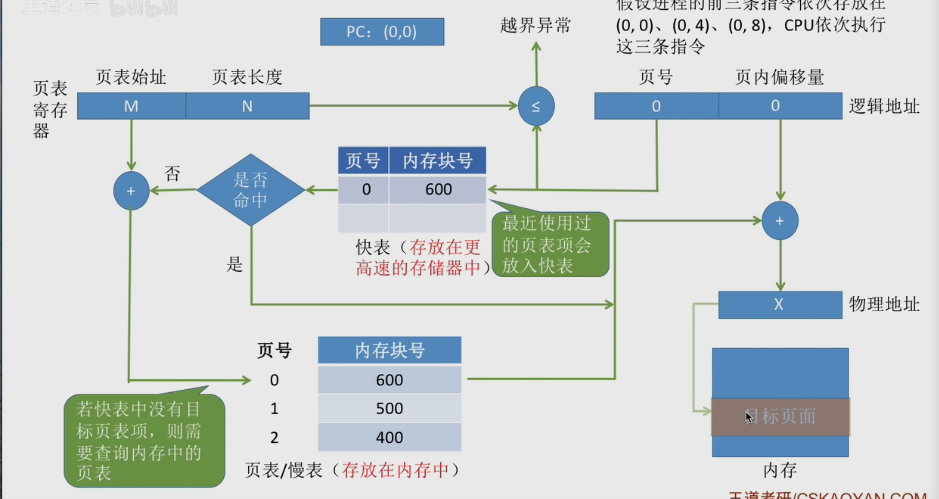 PC：(0,0)
越界异常
假设进程的前三条指令依次存放在
(0, 0)、(0, 4)、(0, 8)，CPU依次执行
这三条指令
页表
寄存
器
页表始址
页表长度
M
N
≤
页号
页内偏移量
0
0
逻辑地址
+
否
是否
命中
页号
内存块号
0
600
+
快表（存放在更
高速的存储器中）
最近使用过
的页表项会
放入快表
是
X
物理地址
页号
内存块号
0
600
1
500
2
400
若快表中没有目
标页表项，则需
要查询内存中的
页表
页表/慢表（存放在内存中）
目标页面
内存
王道考研/CSKAOYAN.COM